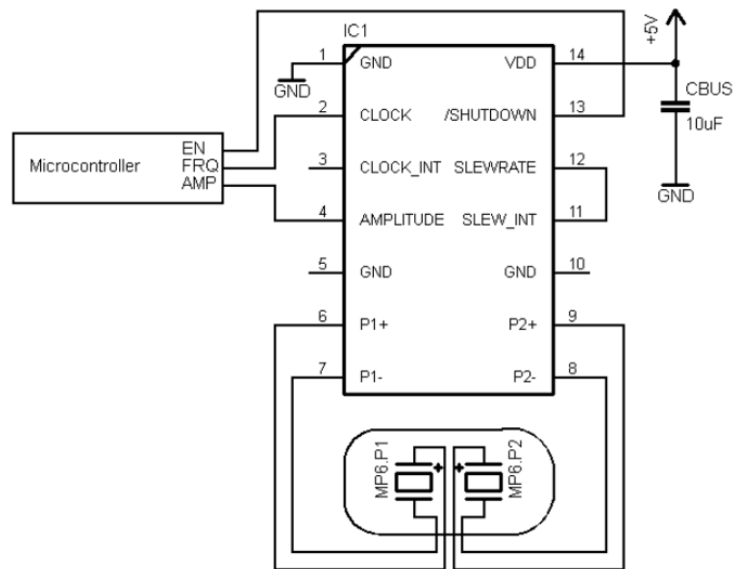 IC1
+5V
1 GND VDD 14
GND
CBUS
10uF
2 CLOCK /SHUTDOWN 13
Microcontroller
EN
FRQ
AMP
3 CLOCK_INT SLEWRATE 12
GND
4 AMPLITUDE SLEW_INT 11
5 GND GND 10
6 P1+ P2+ 9
7 P1- P2- 8
MP6.P1
+
+
MP6.P2